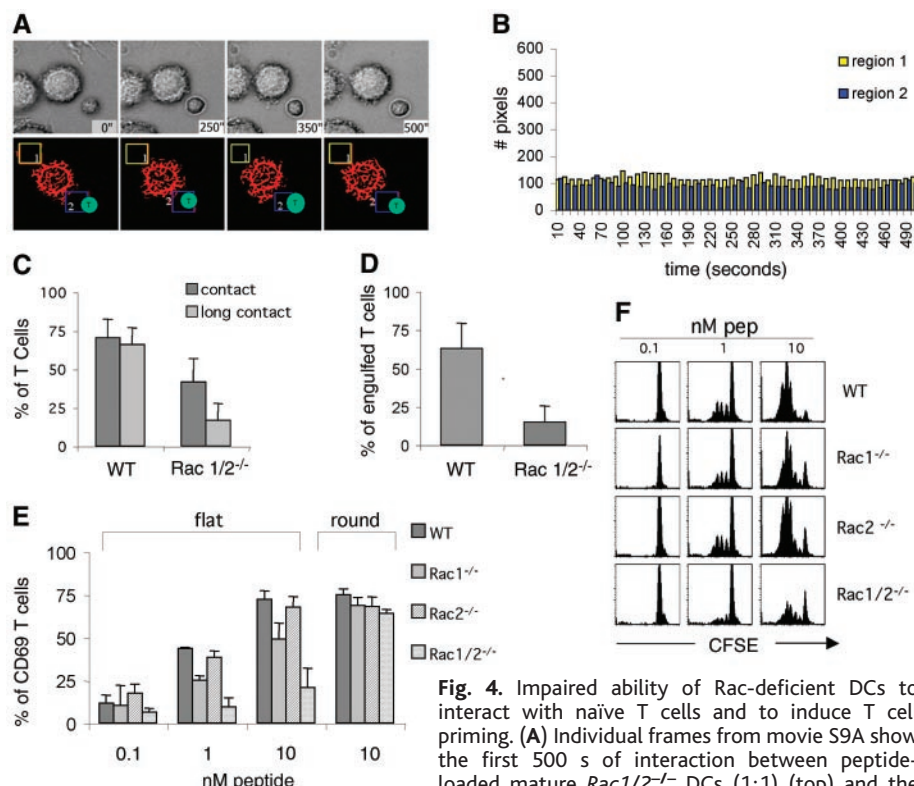 A
0"
250"
350"
500"
1
1
1
1
2 T
2 T
2 T
2 T
B
# pixels
600
500
400
300
200
100
0
region 1
region 2
10 40 70 100 130 160 190 220 250 280 310 340 370 400 430 460 490
time (seconds)
C
% of T Cells
100
75
50
25
0
contact
long contact
WT Rac 1/2-/-
D
% of engulfed T cells
100
75
50
25
0
WT Rac 1/2-/-
E
flat round
% of CD69 T cells
100
75
50
25
0
WT
Rac1-/-
Rac2-/-
Rac1/2-/-
0.1 1 10 10
nM peptide
F
nM pep
0.1 1 10
WT
Rac1-/-
Rac2 -/-
Rac1/2-/-
CFSE
Fig. 4. Impaired ability of Rac-deficient DCs to
interact with naïve T cells and to induce T cell
priming. (A) Individual frames from movie S9A show
the first 500 s of interaction between peptide-
loaded mature Rac1/2-/- DCs (1:1) (top) and the